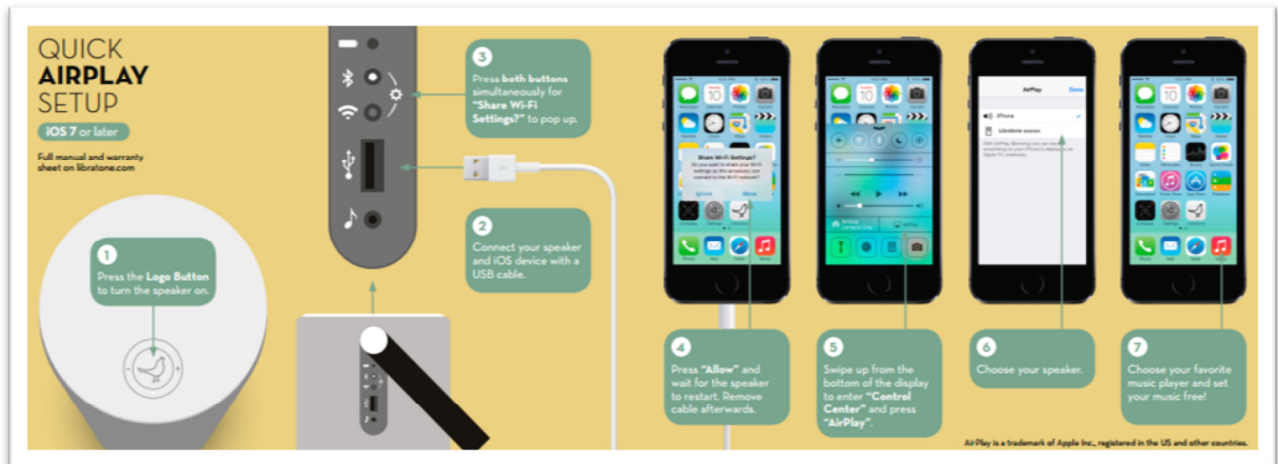 QUICK
AIRPLAY
SETUP
iOS 7 or later
Full manual and warranty
sheet on libratone.com
1
Press the Logo Button
to turn the speaker on.
3
Press both buttons
simultaneously for
"Share Wi-Fi
Settings?" to pop up.
2
Connect your speaker
and iOS device with a
USB cable.
Share Wi-Fi Settings?
Ignore
Allow
4
Press "Allow" and
wait for the speaker
to restart. Remove
cable afterwards.
AirPlay
5
Swipe up from the
bottom of the display
to enter "Control
Center" and press
"AirPlay".
AirPlay
Done
iPhone
6
Choose your speaker.
10
7
Choose your favorite
music player and set
your music free!
AirPlay is a trademark of Apple Inc., registered in the US and other countries.